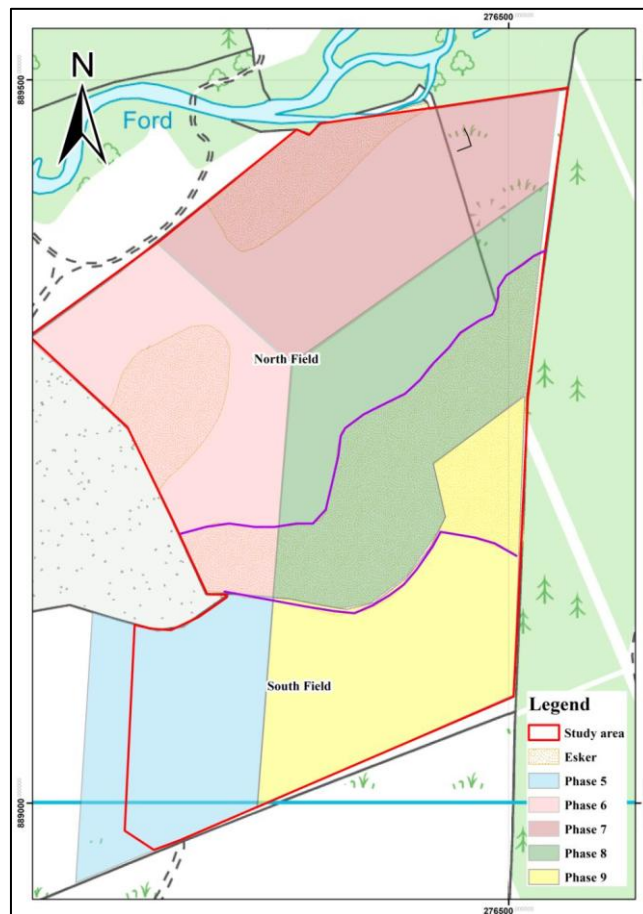 276500
889500
N
Ford
North Field
South Field
Legend
Study area
Esker
Phase 5
Phase 6
Phase 7
Phase 8
Phase 9
889000
276500